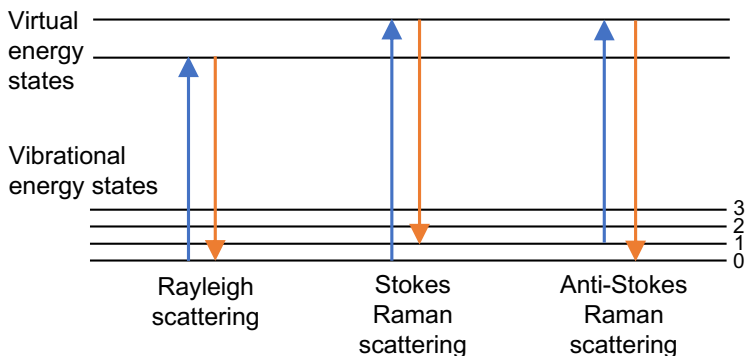 Virtual
energy
states
Vibrational
energy states
3
2
1
0
Rayleigh
scattering
Stokes
Raman
scattering
Anti-Stokes
Raman
scattering